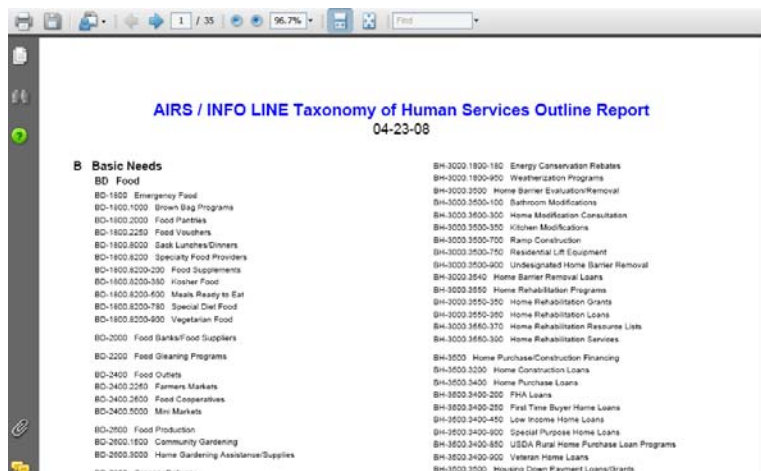 1 / 35 96.7% Find
AIRS / INFO LINE Taxonomy of Human Services Outline Report
04-23-08
B Basic Needs
BD Food
BD-1800 Emergency Food
BD-1800.1000 Brown Bag Programs
BD-1800.2000 Food Pantries
BD-1800.2250 Food Vouchers
BD-1800.8000 Sack Lunches/Dinners
BD-1800.8200 Specialty Food Providers
BD-1800.8200-200 Food Supplements
BD-1800.8200-350 Kosher Food
BD-1800.8200-500 Meals Ready to Eat
BD-1800.8200-780 Special Diet Food
BD-1800.8200-900 Vegetarian Food
BD-2000 Food Banks/Food Suppliers
BD-2200 Food Gleaning Programs
BD-2400 Food Outlets
BD-2400.2250 Farmers Markets
BD-2400.2600 Food Cooperatives
BD-2400.5000 Mini Markets
BD-2600 Food Production
BD-2600.1500 Community Gardening
BD-2600.3000 Home Gardening Assistance/Supplies
BH-3000.1800-180 Energy Conservation Rebates
BH-3000.1800-950 Weatherization Programs
BH-3000.3500 Home Barrier Evaluation/Removal
BH-3000.3500-100 Bathroom Modifications
BH-3000.3500-300 Home Modification Consultation
BH-3000.3500-350 Kitchen Modifications
BH-3000.3500-700 Ramp Construction
BH-3000.3500-750 Residential Lift Equipment
BH-3000.3500-900 Undesignated Home Barrier Removal
BH-3000.3540 Home Barrier Removal Loans
BH-3000.3550 Home Rehabilitation Programs
BH-3000.3550-350 Home Rehabilitation Grants
BH-3000.3550-360 Home Rehabilitation Loans
BH-3000.3550-370 Home Rehabilitation Resource Lists
BH-3000.3550-390 Home Rehabilitation Services
BH-3500 Home Purchase/Construction Financing
BH-3500.3200 Home Construction Loans
BH-3500.3400 Home Purchase Loans
BH-3500.3400-200 FHA Loans
BH-3500.3400-250 First Time Buyer Home Loans
BH-3500.3400-450 Low Income Home Loans
BH-3500.3400-800 Special Purpose Home Loans
BH-3500.3400-850 USDA Rural Home Purchase Loan Programs
BH-3500.3400-900 Veteran Home Loans
BH-3500.3500 Housing Down Payment Loans/Grants